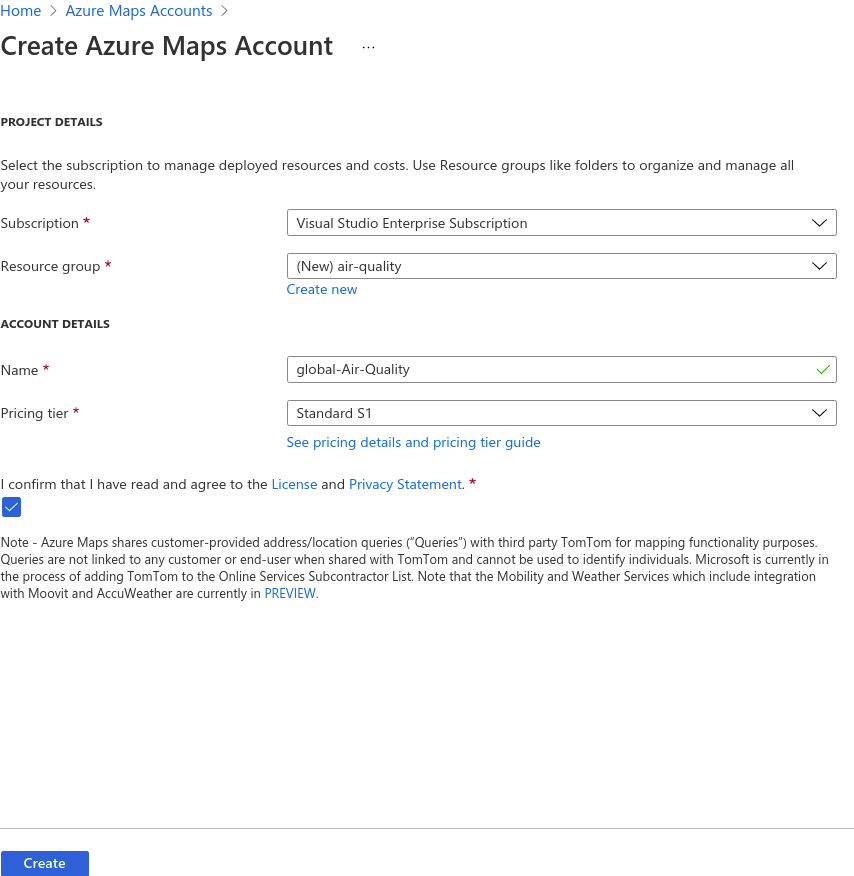 Home > Azure Maps Accounts >
Create Azure Maps Account ...
PROJECT DETAILS
Select the subscription to manage deployed resources and costs. Use Resource groups like folders to organize and manage all
your resources.
Subscription * Visual Studio Enterprise Subscription
Resource group * (New) air-quality
Create new
ACCOUNT DETAILS
Name * global-Air-Quality
Pricing tier * Standard S1
See pricing details and pricing tier guide
I confirm that I have read and agree to the License and Privacy Statement. *
Note - Azure Maps shares customer-provided address/location queries (“Queries”) with third party TomTom for mapping functionality purposes.
Queries are not linked to any customer or end-user when shared with TomTom and cannot be used to identify individuals. Microsoft is currently in
the process of adding TomTom to the Online Services Subcontractor List. Note that the Mobility and Weather Services which include integration
with Moovit and AccuWeather are currently in PREVIEW.
Create